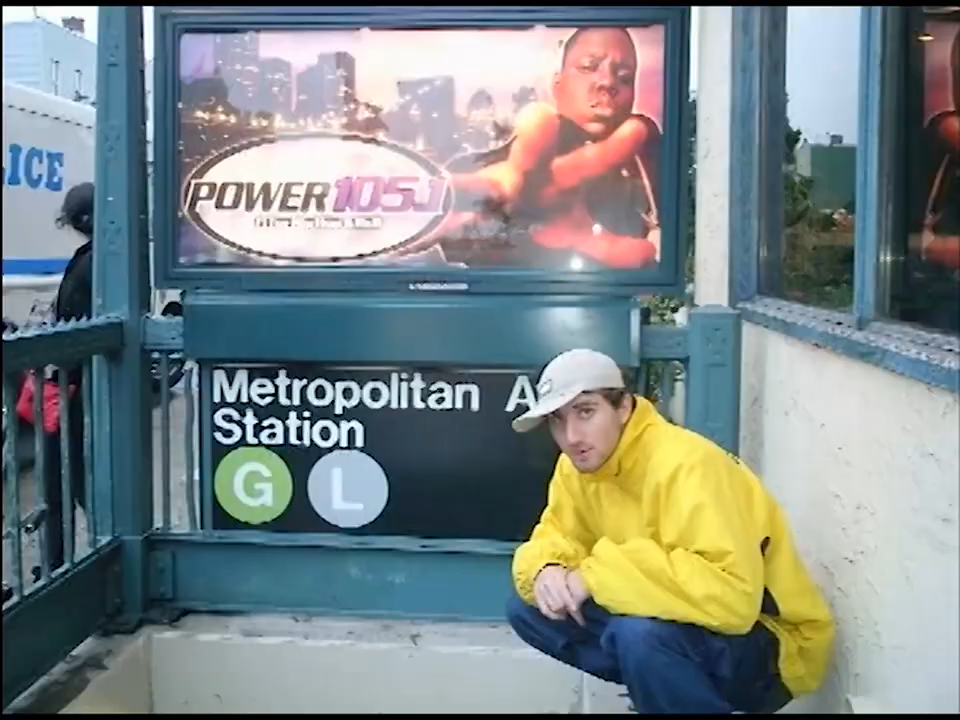 ICE
POWER 105.1
Metropolitan A
Station
G L